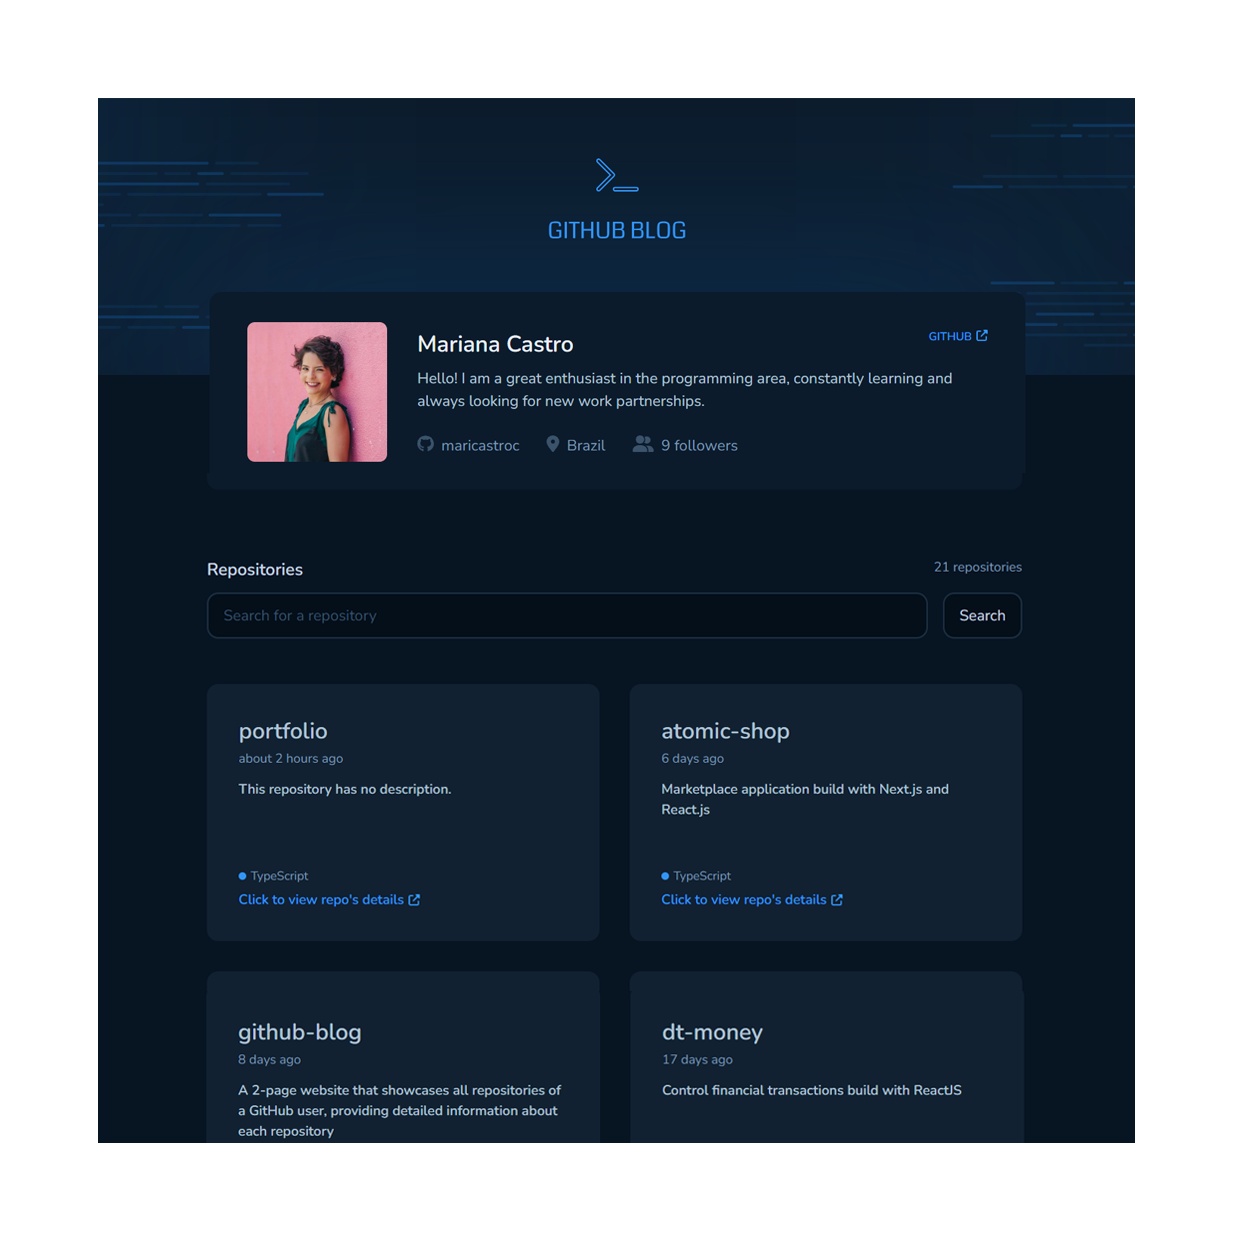 GITHUB BLOG
Mariana Castro
GITHUB
Hello! I am a great enthusiast in the programming area, constantly learning and
always looking for new work partnerships.
maricastroc Brazil 9 followers
Repositories
21 repositories
Search for a repository
Search
portfolio
about 2 hours ago
This repository has no description.
TypeScript
Click to view repo's details
atomic-shop
6 days ago
Marketplace application build with Next.js and
React.js
TypeScript
Click to view repo's details
github-blog
8 days ago
A 2-page website that showcases all repositories of
a GitHub user, providing detailed information about
each repository
dt-money
17 days ago
Control financial transactions build with ReactJS